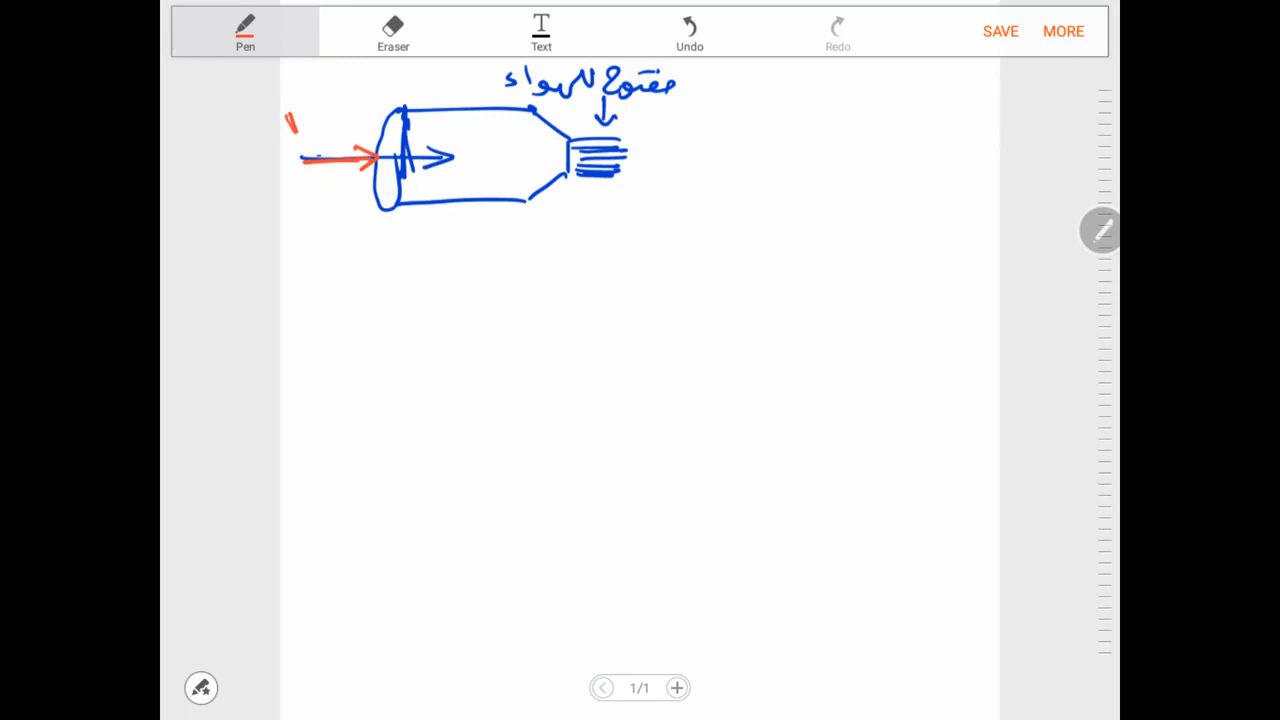 Pen
Eraser
Text
Undo
Redo
SAVE
MORE
مفتوح للهواء
A
1/1